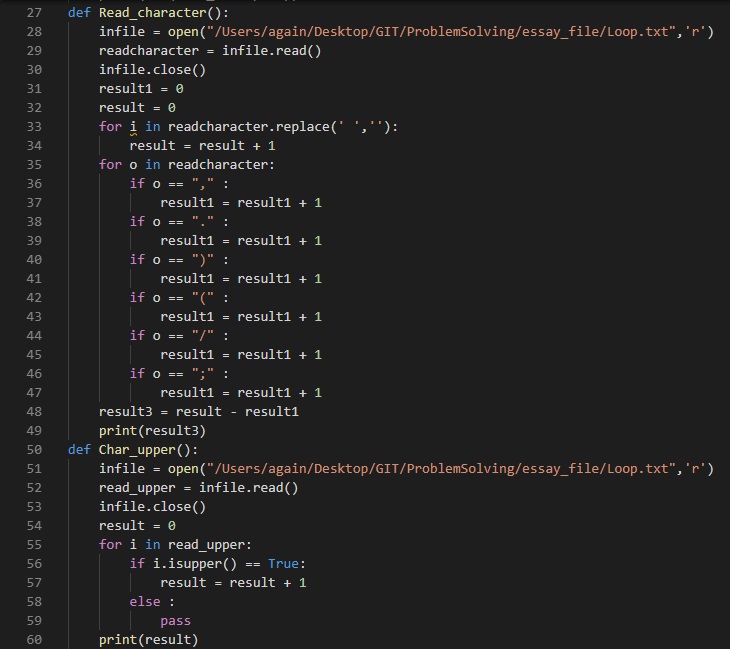 27 def Read_character():
28 infile = open("/Users/again/Desktop/GIT/ProblemSolving/essay_file/Loop.txt",'r')
29 readcharacter = infile.read()
30 infile.close()
31 result1 = 0
32 result = 0
33 for i in readcharacter.replace(' ',''):
34 result = result + 1
35 for o in readcharacter:
36 if o == "," :
37 result1 = result1 + 1
38 if o == "." :
39 result1 = result1 + 1
40 if o == ")" :
41 result1 = result1 + 1
42 if o == "(" :
43 result1 = result1 + 1
44 if o == "/" :
45 result1 = result1 + 1
46 if o == ";" :
47 result1 = result1 + 1
48 result3 = result - result1
49 print(result3)
50 def Char_upper():
51 infile = open("/Users/again/Desktop/GIT/ProblemSolving/essay_file/Loop.txt",'r')
52 read_upper = infile.read()
53 infile.close()
54 result = 0
55 for i in read_upper:
56 if i.isupper() == True:
57 result = result + 1
58 else :
59 pass
60 print(result)